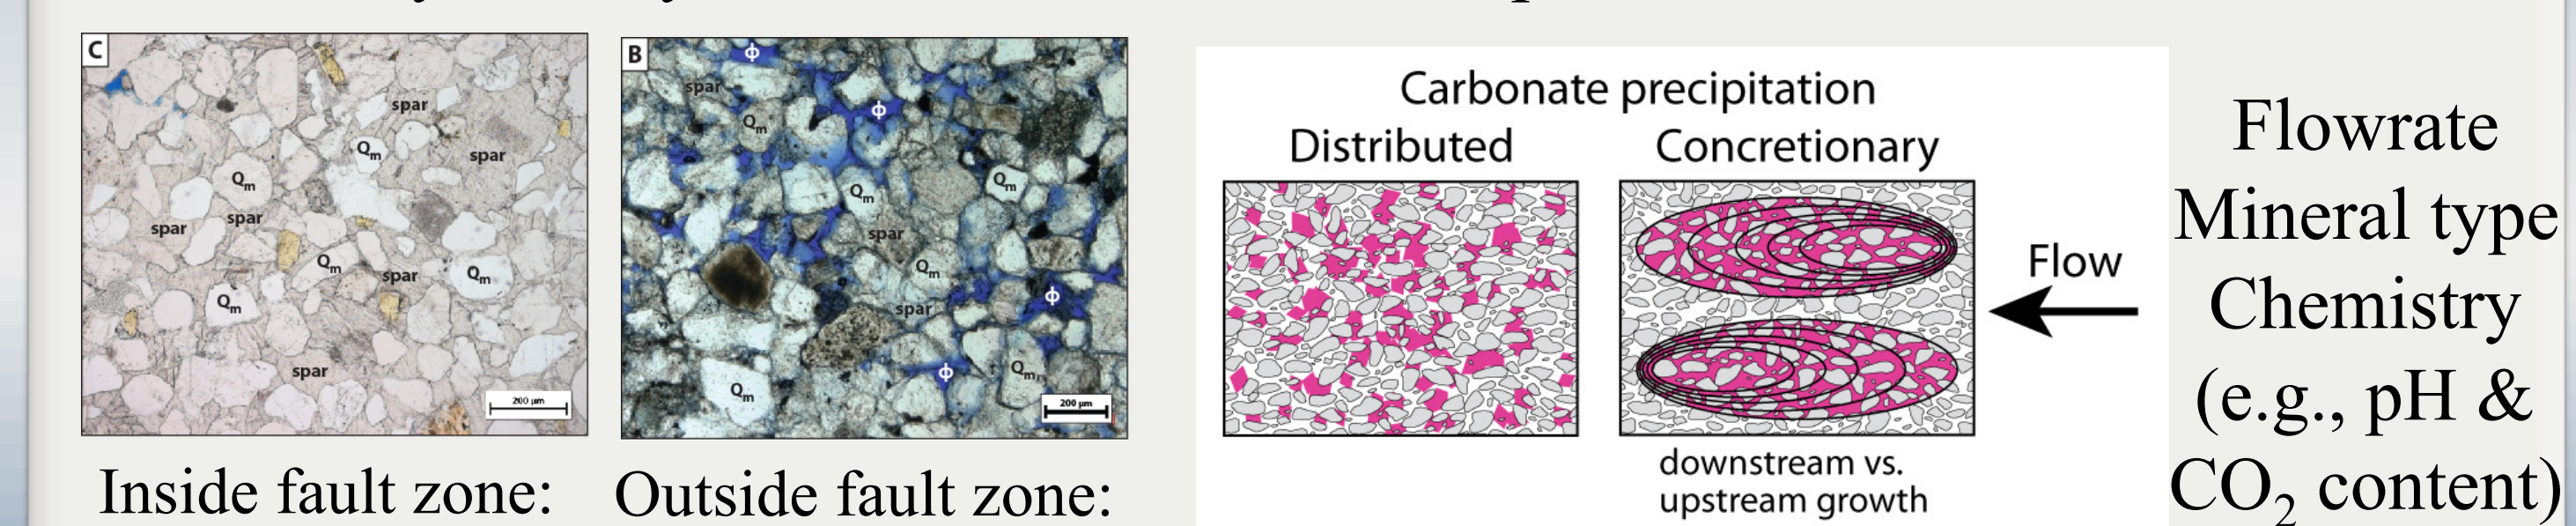 C
spar
Qm
spar
Qm
spar
spar
Qm
spar
Qm
Qm
spar
200 µm
Inside fault zone:
B
ϕ
spar
ϕ
Qm
Qm
Qm
spar
Qm
ϕ
spar
ϕ
Qm
Qm
200 µm
Outside fault zone:
Carbonate precipitation
Distributed
Concretionary
Flow
downstream vs.
upstream growth
Flowrate
Mineral type
Chemistry
(e.g., pH &
CO₂ content)